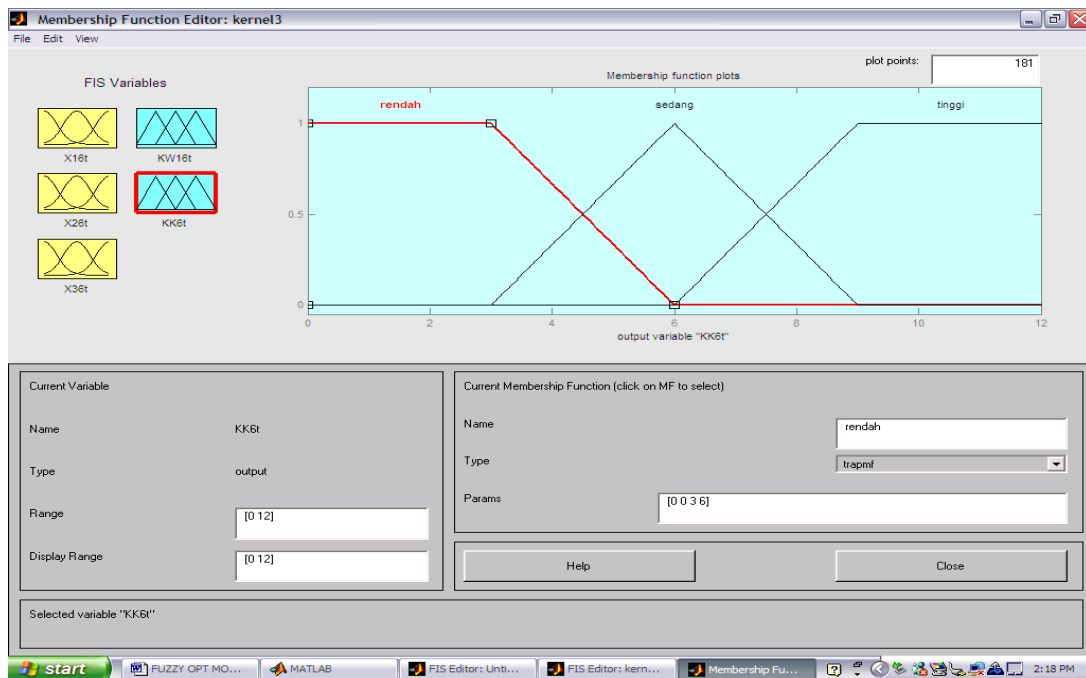 Membership Function Editor: kernel3
File Edit View
FIS Variables
X16t
KW16t
X26t
KK6t
X36t
plot points:
181
Membership function plots
rendah
sedang
tinggi
1
0.5
0
0 2 4 6 8 10 12
output variable "KK6t"
Current Variable
Name KK6t
Type output
Range [0 12]
Display Range [0 12]
Current Membership Function (click on MF to select)
Name rendah
Type trapmf
Params [0 0 3 6]
Help
Close
Selected variable "KK6t"
start
FUZZY OPT MO...
MATLAB
FIS Editor: Unti...
FIS Editor: kern...
Membership Fu...
2:18 PM